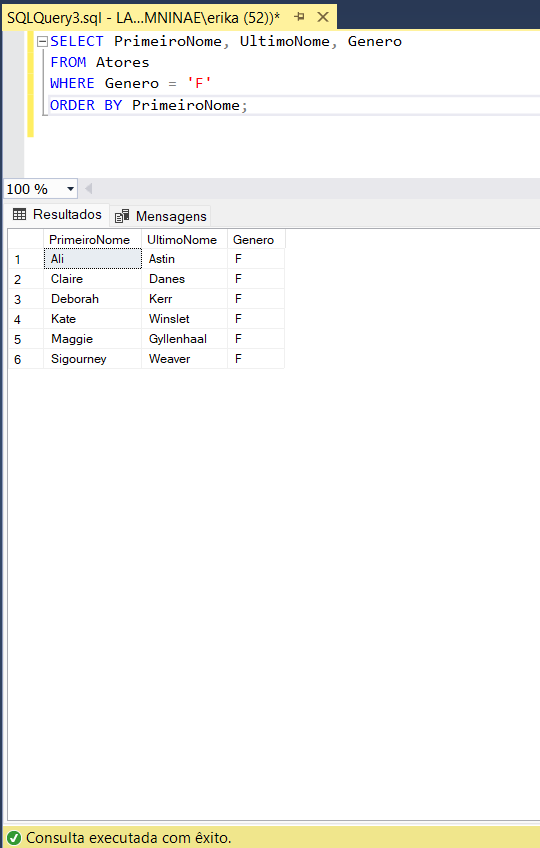 SQLQuery3.sql - LA...MNINAE\erika (52))*
SELECT PrimeiroNome, UltimoNome, Genero
FROM Atores
WHERE Genero = 'F'
ORDER BY PrimeiroNome;
100 %
Resultados Mensagens
PrimeiroNome UltimoNome Genero
1 Ali Astin F
2 Claire Danes F
3 Deborah Kerr F
4 Kate Winslet F
5 Maggie Gyllenhaal F
6 Sigourney Weaver F
Consulta executada com êxito.